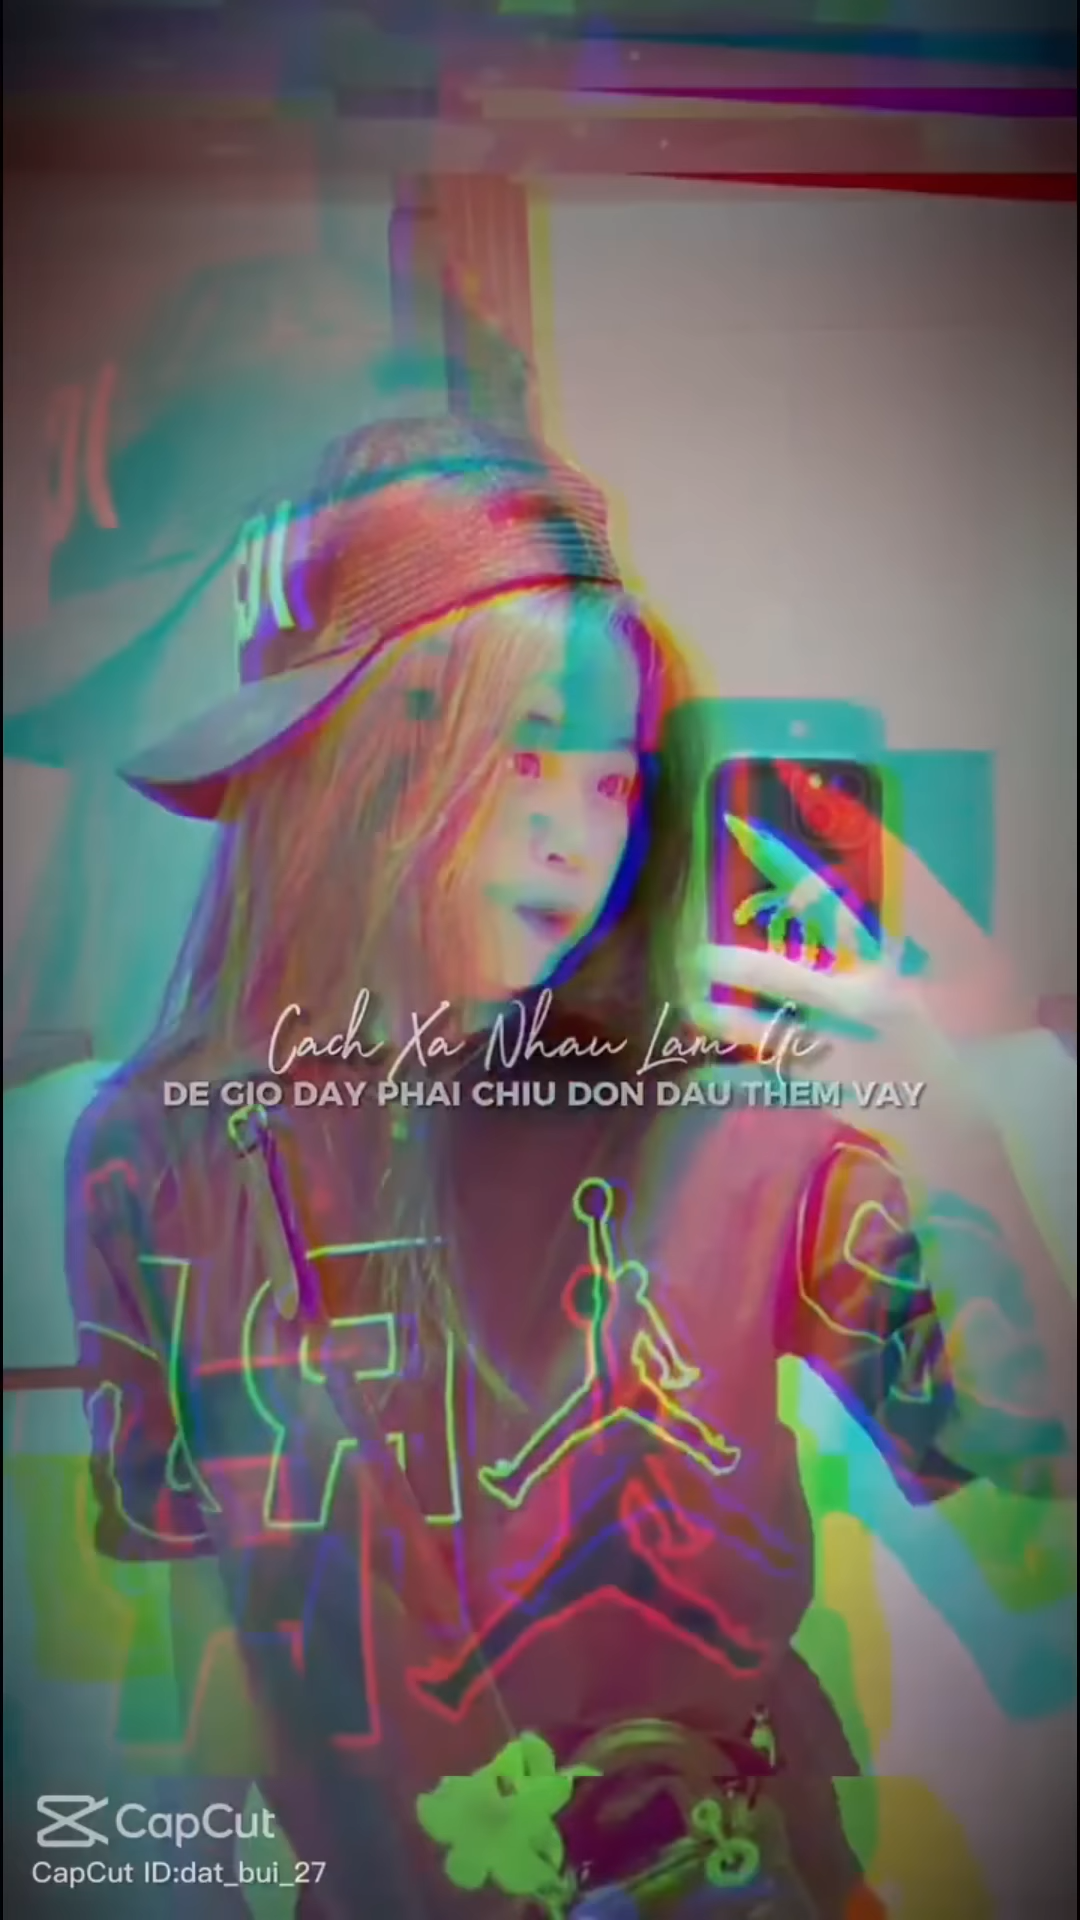 Cach Xa Nhau Lam Gi
DE GIO DAY PHAI CHIU DON DAU THEM VAY
CapCut
CapCut ID:dat_bui_27